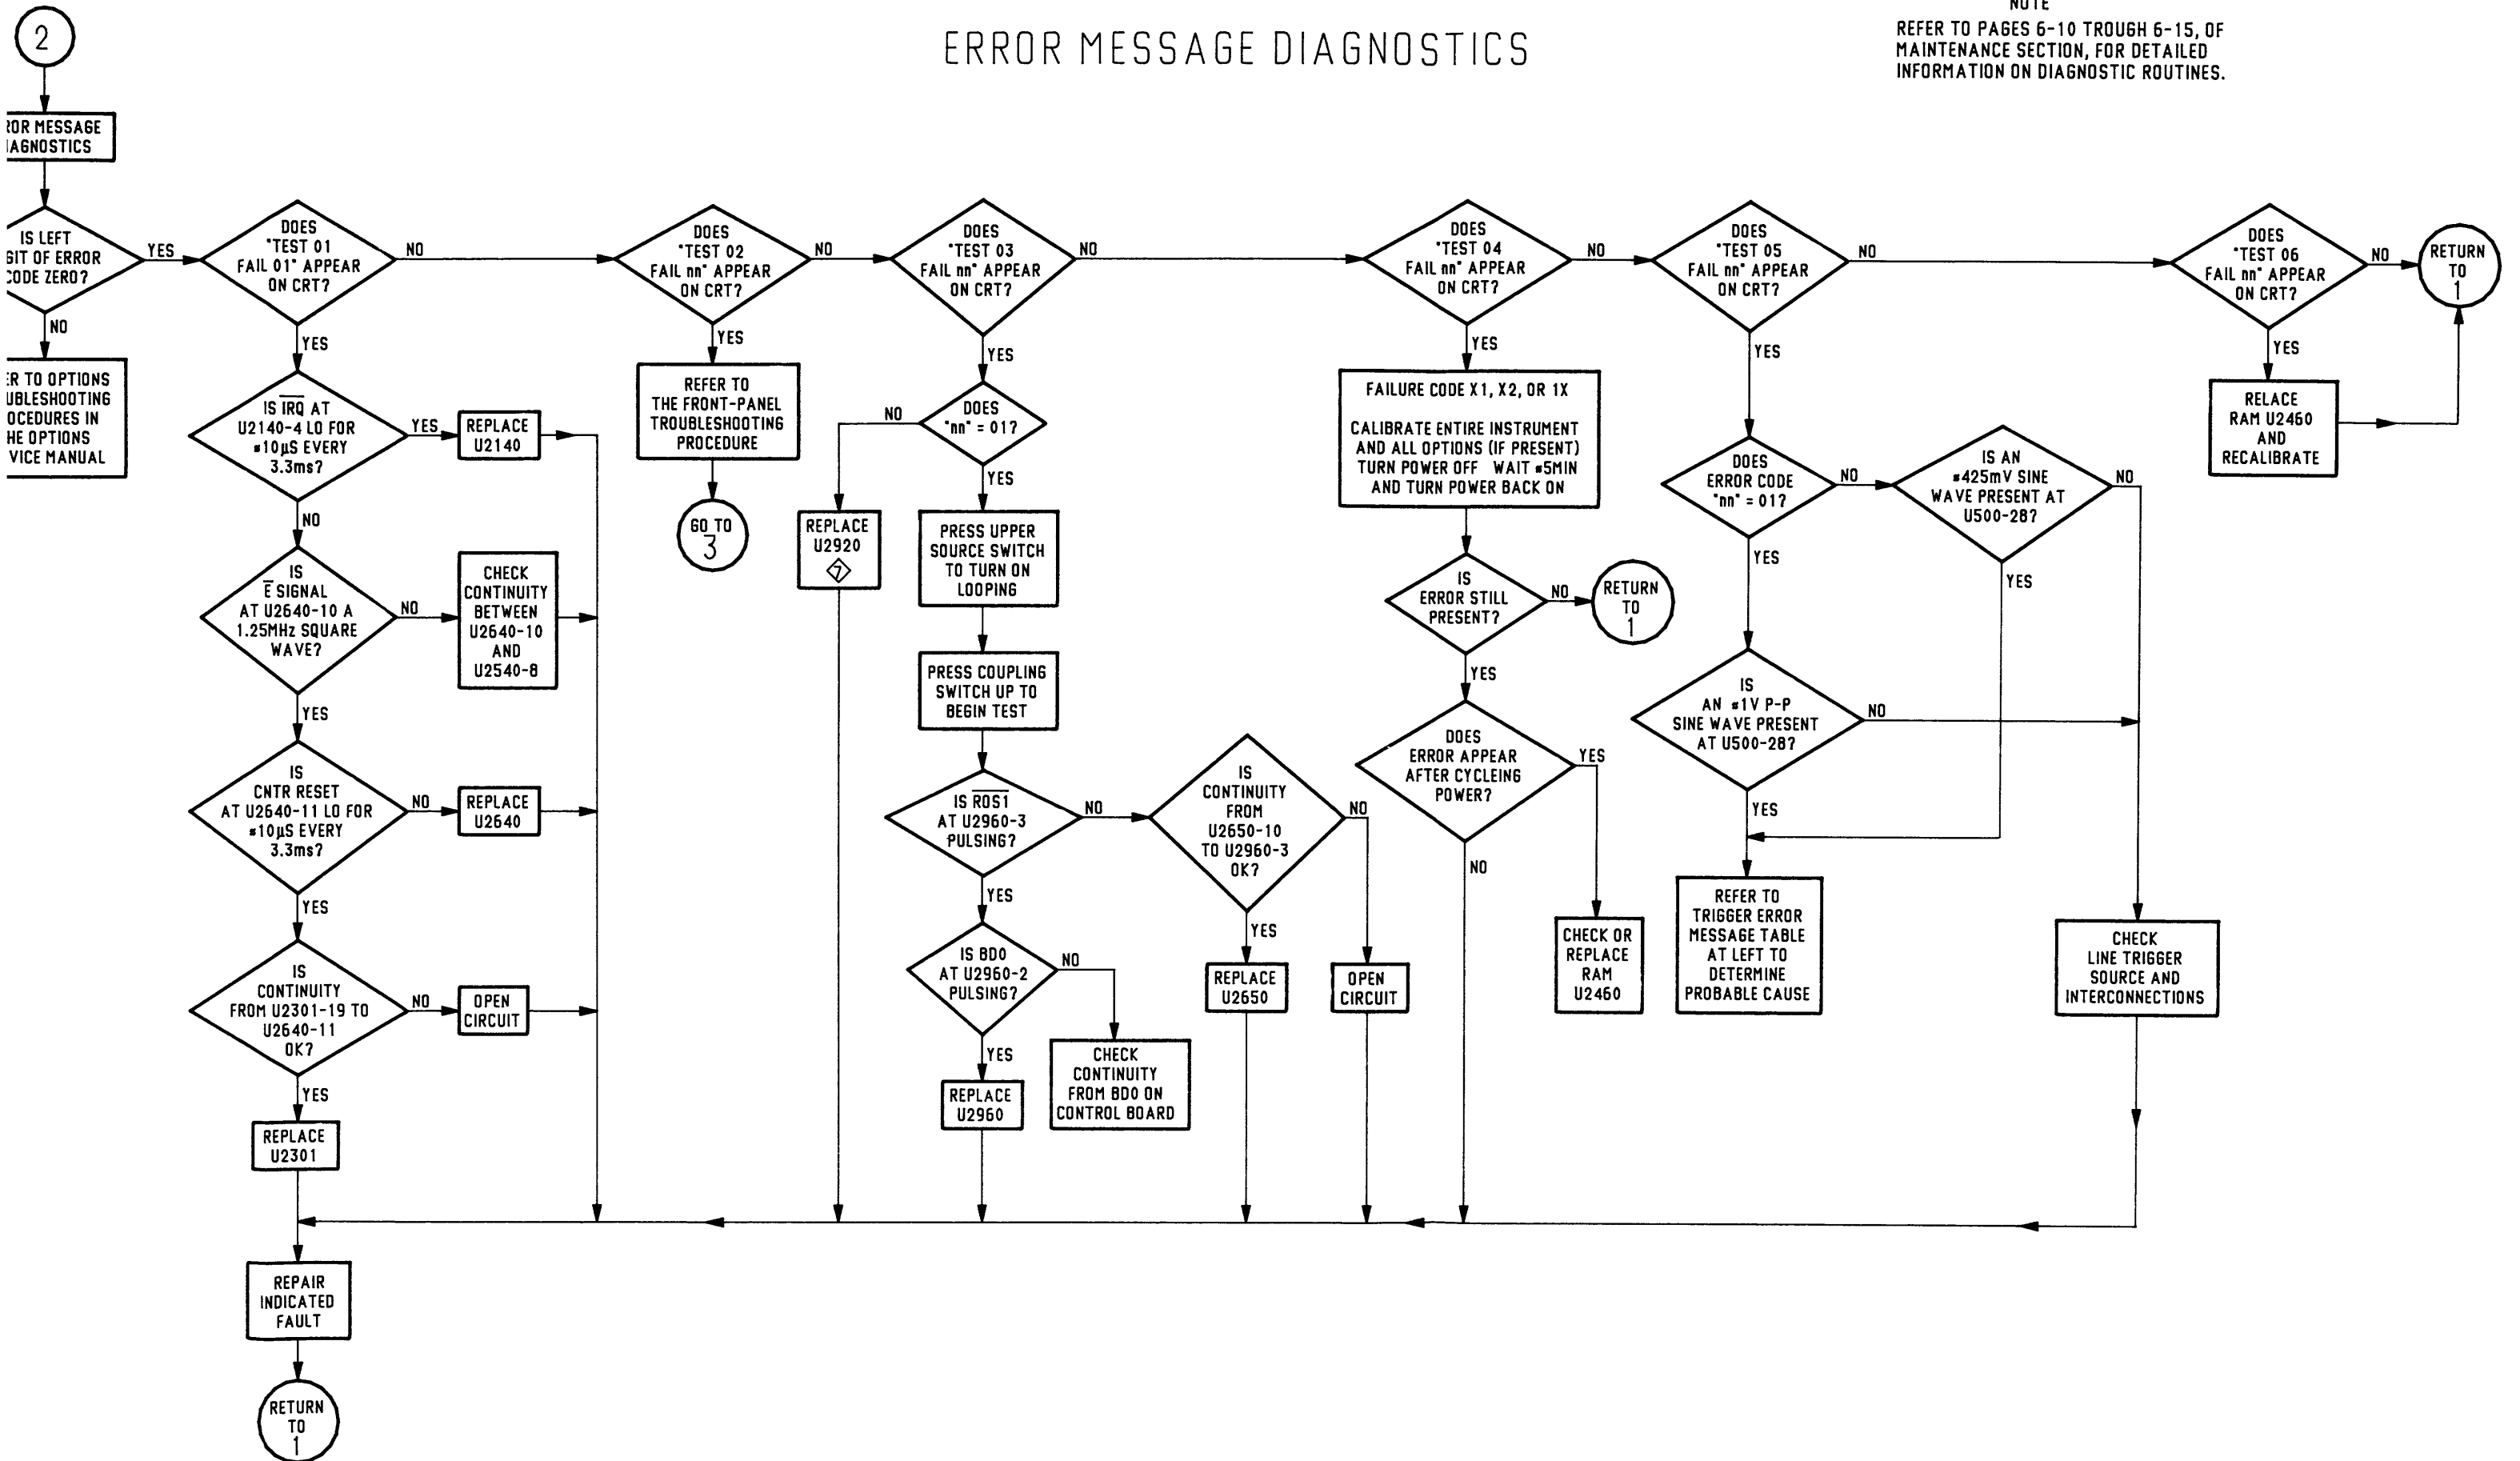 2
ERROR MESSAGE DIAGNOSTICS
NOTE
REFER TO PAGES 6-10 TROUGH 6-15, OF
MAINTENANCE SECTION, FOR DETAILED
INFORMATION ON DIAGNOSTIC ROUTINES.
ROR MESSAGE
IAGNOSTICS
IS LEFT
GIT OF ERROR
CODE ZERO?
YES
NO
ER TO OPTIONS
UBLESHOOTING
OCEDURES IN
HE OPTIONS
VICE MANUAL
DOES
"TEST 01
FAIL 01" APPEAR
ON CRT?
NO
YES
IS IRQ AT
U2140-4 LO FOR
≈10µS EVERY
3.3ms?
YES
REPLACE
U2140
NO
IS
E SIGNAL
AT U2640-10 A
1.25MHz SQUARE
WAVE?
NO
CHECK
CONTINUITY
BETWEEN
U2640-10
AND
U2540-8
YES
IS
CNTR RESET
AT U2640-11 LO FOR
≈10µS EVERY
3.3ms?
NO
REPLACE
U2640
YES
IS
CONTINUITY
FROM U2301-19 TO
U2640-11
OK?
NO
OPEN
CIRCUIT
YES
REPLACE
U2301
REPAIR
INDICATED
FAULT
RETURN
TO
1
DOES
"TEST 02
FAIL nn" APPEAR
ON CRT?
NO
YES
REFER TO
THE FRONT-PANEL
TROUBLESHOOTING
PROCEDURE
GO TO
3
DOES
"TEST 03
FAIL nn" APPEAR
ON CRT?
NO
YES
DOES
"nn" = 01?
NO
REPLACE
U2920
7
YES
PRESS UPPER
SOURCE SWITCH
TO TURN ON
LOOPING
PRESS COUPLING
SWITCH UP TO
BEGIN TEST
IS ROS1
AT U2960-3
PULSING?
NO
IS
CONTINUITY
FROM
U2650-10
TO U2960-3
OK?
NO
YES
REPLACE
U2650
OPEN
CIRCUIT
YES
IS BD0
AT U2960-2
PULSING?
NO
YES
REPLACE
U2960
CHECK
CONTINUITY
FROM BD0 ON
CONTROL BOARD
DOES
"TEST 04
FAIL nn" APPEAR
ON CRT?
NO
YES
FAILURE CODE X1, X2, OR 1X
CALIBRATE ENTIRE INSTRUMENT
AND ALL OPTIONS (IF PRESENT)
TURN POWER OFF WAIT ≈5MIN
AND TURN POWER BACK ON
IS
ERROR STILL
PRESENT?
NO
RETURN
TO
1
YES
DOES
ERROR APPEAR
AFTER CYCLEING
POWER?
YES
NO
CHECK OR
REPLACE
RAM
U2460
DOES
"TEST 05
FAIL nn" APPEAR
ON CRT?
NO
YES
DOES
ERROR CODE
"nn" = 01?
NO
IS AN
≈425mV SINE
WAVE PRESENT AT
U500-28?
NO
YES
YES
IS
AN ≈1V P-P
SINE WAVE PRESENT
AT U500-28?
NO
YES
REFER TO
TRIGGER ERROR
MESSAGE TABLE
AT LEFT TO
DETERMINE
PROBABLE CAUSE
CHECK
LINE TRIGGER
SOURCE AND
INTERCONNECTIONS
DOES
"TEST 06
FAIL nn" APPEAR
ON CRT?
NO
RETURN
TO
1
YES
RELACE
RAM U2460
AND
RECALIBRATE